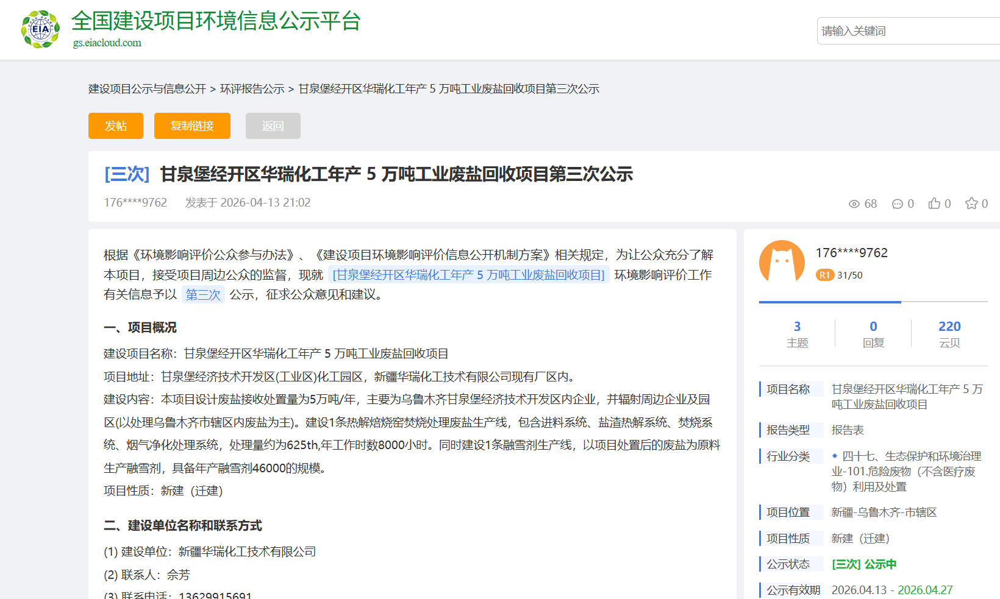 EIA
全国建设项目环境信息公示平台
gs.eiacloud.com
请输入关键词
建设项目公示与信息公开 > 环评报告公示 > 甘泉堡经开区华瑞化工年产 5 万吨工业废盐回收项目第三次公示
发帖
复制链接
返回
[三次] 甘泉堡经开区华瑞化工年产 5 万吨工业废盐回收项目第三次公示
176****9762 发表于 2026-04-13 21:02
68 0 0 0
根据《环境影响评价公众参与办法》、《建设项目环境影响评价信息公开机制方案》相关规定，为让公众充分了解
本项目，接受项目周边公众的监督，现就 [甘泉堡经开区华瑞化工年产 5 万吨工业废盐回收项目] 环境影响评价工作
有关信息予以 第三次 公示，征求公众意见和建议。
一、项目概况
建设项目名称：甘泉堡经开区华瑞化工年产 5 万吨工业废盐回收项目
项目地址：甘泉堡经济技术开发区(工业区)化工园区，新疆华瑞化工技术有限公司现有厂区内。
建设内容：本项目设计废盐接收处置量为5万吨/年，主要为乌鲁木齐甘泉堡经济技术开发区内企业，并辐射周边企业及园
区(以处理乌鲁木齐市辖区内废盐为主)。建设1条热解焙烧窑焚烧处理废盐生产线，包含进料系统、盐渣热解系统、焚烧系
统、烟气净化处理系统，处理量约为625th,年工作时数8000小时。同时建设1条融雪剂生产线，以项目处置后的废盐为原料
生产融雪剂，具备年产融雪剂46000的规模。
项目性质：新建（迁建）
二、建设单位名称和联系方式
(1) 建设单位：新疆华瑞化工技术有限公司
(2) 联系人：佘芳
(3) 联系电话：13629915691
176****9762
R1 31/50
3 0 220
主题 回复 云贝
项目名称 甘泉堡经开区华瑞化工年产 5 万
吨工业废盐回收项目
报告类型 报告表
行业分类 四十七、生态保护和环境治理
业-101.危险废物（不含医疗废
物）利用及处置
项目位置 新疆-乌鲁木齐-市辖区
项目性质 新建（迁建）
公示状态 [三次] 公示中
公示有效期 2026.04.13 - 2026.04.27